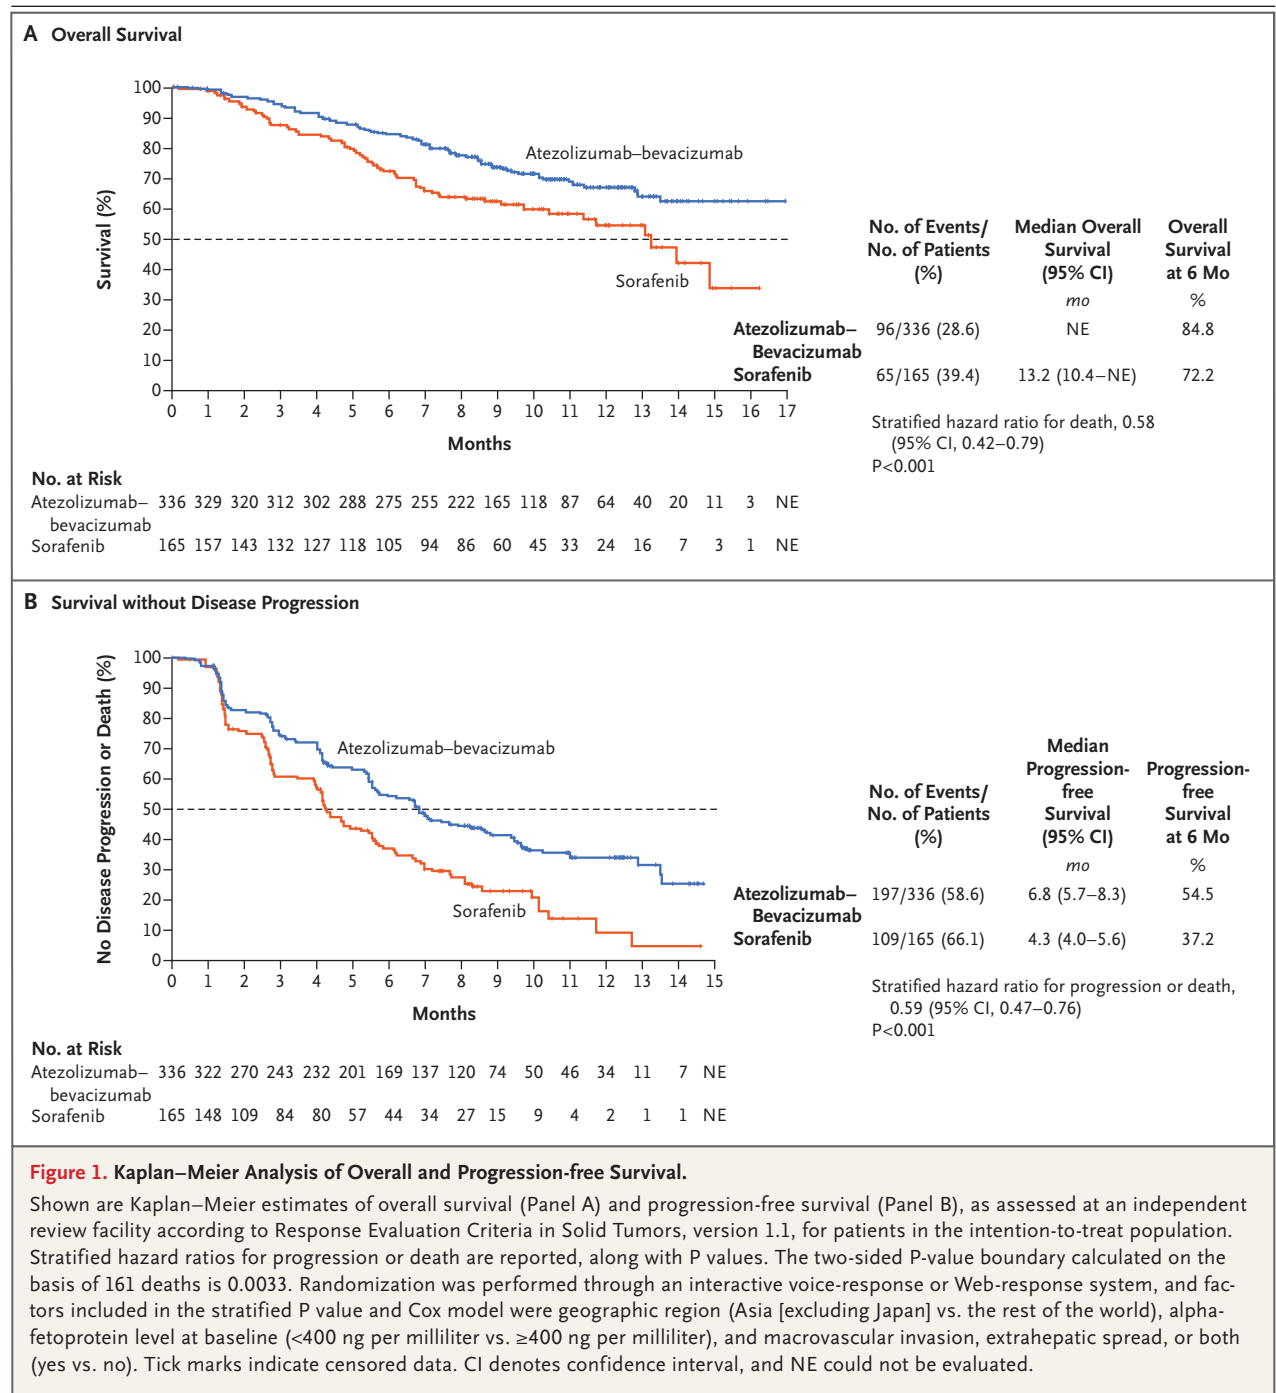 A Overall Survival
100
90
80
70
60
50
40
30
20
10
0
Survival (%)
Atezolizumab–bevacizumab
Sorafenib
0 1 2 3 4 5 6 7 8 9 10 11 12 13 14 15 16 17
Months
No. of Events/ Median Overall Overall
No. of Patients Survival Survival
(%) (95% CI) at 6 Mo
mo %
Atezolizumab– 96/336 (28.6) NE 84.8
Bevacizumab
Sorafenib 65/165 (39.4) 13.2 (10.4–NE) 72.2
Stratified hazard ratio for death, 0.58
(95% CI, 0.42–0.79)
P<0.001
No. at Risk
Atezolizumab– 336 329 320 312 302 288 275 255 222 165 118 87 64 40 20 11 3 NE
bevacizumab
Sorafenib 165 157 143 132 127 118 105 94 86 60 45 33 24 16 7 3 1 NE
B Survival without Disease Progression
100
90
80
70
60
50
40
30
20
10
0
No Disease Progression or Death (%)
Atezolizumab–bevacizumab
Sorafenib
0 1 2 3 4 5 6 7 8 9 10 11 12 13 14 15
Months
Median
Progression- Progression-
No. of Events/ free free
No. of Patients Survival Survival
(%) (95% CI) at 6 Mo
mo %
Atezolizumab– 197/336 (58.6) 6.8 (5.7–8.3) 54.5
Bevacizumab
Sorafenib 109/165 (66.1) 4.3 (4.0–5.6) 37.2
Stratified hazard ratio for progression or death,
0.59 (95% CI, 0.47–0.76)
P<0.001
No. at Risk
Atezolizumab– 336 322 270 243 232 201 169 137 120 74 50 46 34 11 7 NE
bevacizumab
Sorafenib 165 148 109 84 80 57 44 34 27 15 9 4 2 1 1 NE
Figure 1. Kaplan–Meier Analysis of Overall and Progression-free Survival.
Shown are Kaplan–Meier estimates of overall survival (Panel A) and progression-free survival (Panel B), as assessed at an independent
review facility according to Response Evaluation Criteria in Solid Tumors, version 1.1, for patients in the intention-to-treat population.
Stratified hazard ratios for progression or death are reported, along with P values. The two-sided P-value boundary calculated on the
basis of 161 deaths is 0.0033. Randomization was performed through an interactive voice-response or Web-response system, and fac-
tors included in the stratified P value and Cox model were geographic region (Asia [excluding Japan] vs. the rest of the world), alpha-
fetoprotein level at baseline (<400 ng per milliliter vs. ≥400 ng per milliliter), and macrovascular invasion, extrahepatic spread, or both
(yes vs. no). Tick marks indicate censored data. CI denotes confidence interval, and NE could not be evaluated.